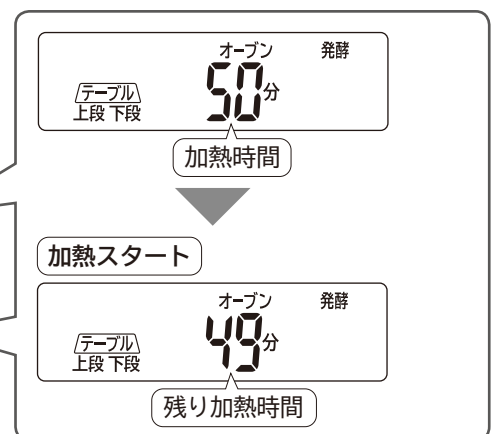 オーブン 発酵
テーブル 50分
上段 下段
加熱時間
加熱スタート
オーブン 発酵
テーブル 49分
上段 下段
残り加熱時間